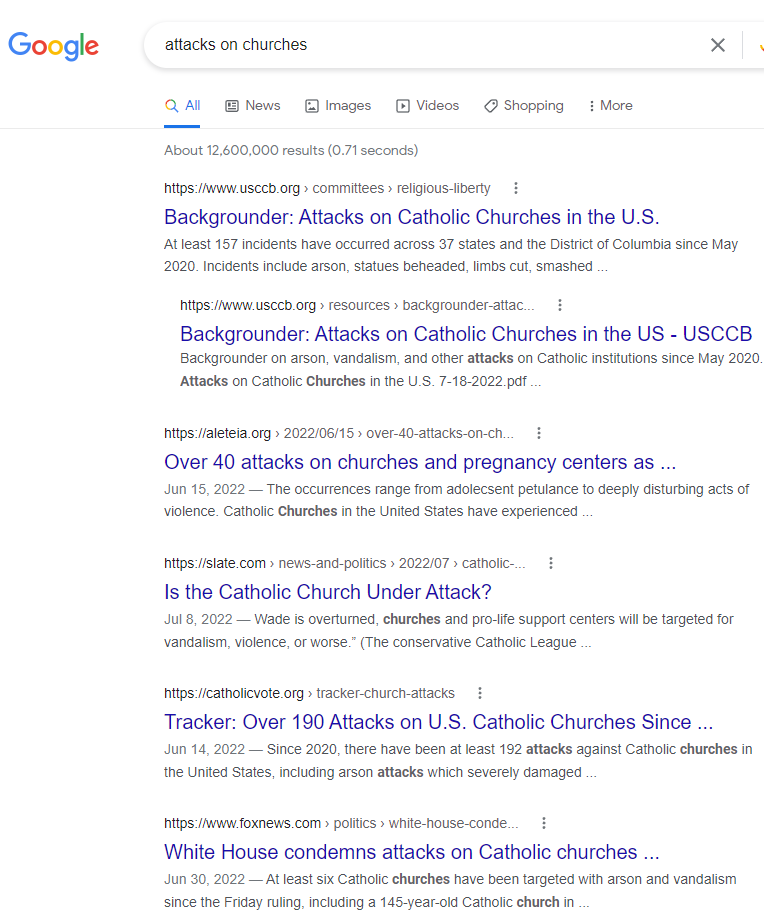 Google
attacks on churches
All News Images Videos Shopping More
About 12,600,000 results (0.71 seconds)
https://www.usccb.org › committees › religious-liberty
Backgrounder: Attacks on Catholic Churches in the U.S.
At least 157 incidents have occurred across 37 states and the District of Columbia since May
2020. Incidents include arson, statues beheaded, limbs cut, smashed ...
https://www.usccb.org › resources › backgrounder-attac...
Backgrounder: Attacks on Catholic Churches in the US - USCCB
Backgrounder on arson, vandalism, and other attacks on Catholic institutions since May 2020.
Attacks on Catholic Churches in the U.S. 7-18-2022.pdf ...
https://aleteia.org › 2022/06/15 › over-40-attacks-on-ch...
Over 40 attacks on churches and pregnancy centers as ...
Jun 15, 2022 — The occurrences range from adolecsent petulance to deeply disturbing acts of
violence. Catholic Churches in the United States have experienced ...
https://slate.com › news-and-politics › 2022/07 › catholic-...
Is the Catholic Church Under Attack?
Jul 8, 2022 — Wade is overturned, churches and pro-life support centers will be targeted for
vandalism, violence, or worse.” (The conservative Catholic League ...
https://catholicvote.org › tracker-church-attacks
Tracker: Over 190 Attacks on U.S. Catholic Churches Since ...
Jun 14, 2022 — Since 2020, there have been at least 192 attacks against Catholic churches in
the United States, including arson attacks which severely damaged ...
https://www.foxnews.com › politics › white-house-conde...
White House condemns attacks on Catholic churches ...
Jun 30, 2022 — At least six Catholic churches have been targeted with arson and vandalism
since the Friday ruling, including a 145-year-old Catholic church in ...